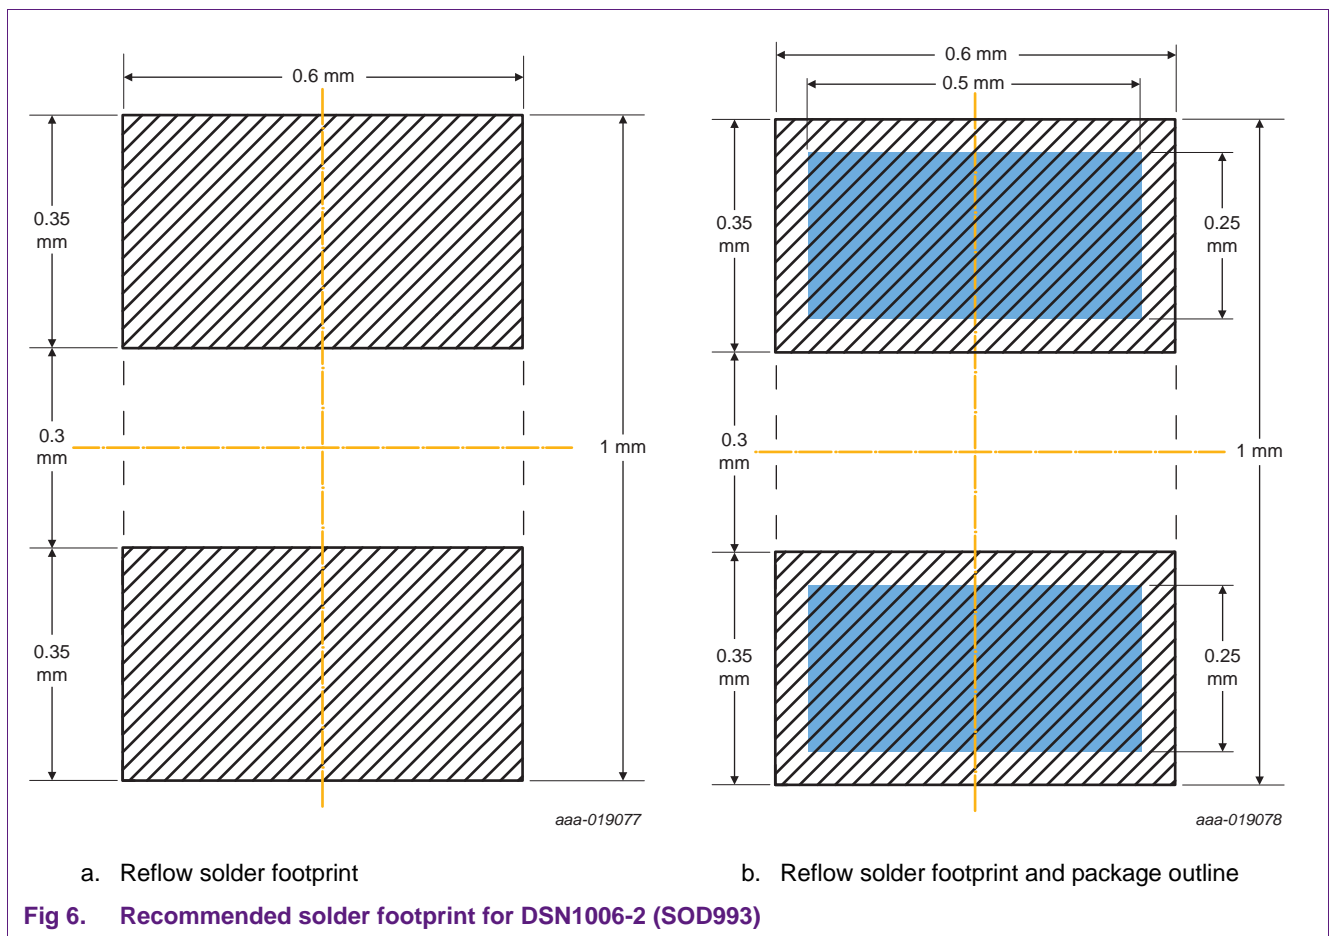 0.6 mm
0.35
mm
0.3
mm
1 mm
0.35
mm
aaa-019077
a. Reflow solder footprint
0.6 mm
0.5 mm
0.35
mm
0.25
mm
0.3
mm
1 mm
0.35
mm
0.25
mm
aaa-019078
b. Reflow solder footprint and package outline
Fig 6. Recommended solder footprint for DSN1006-2 (SOD993)